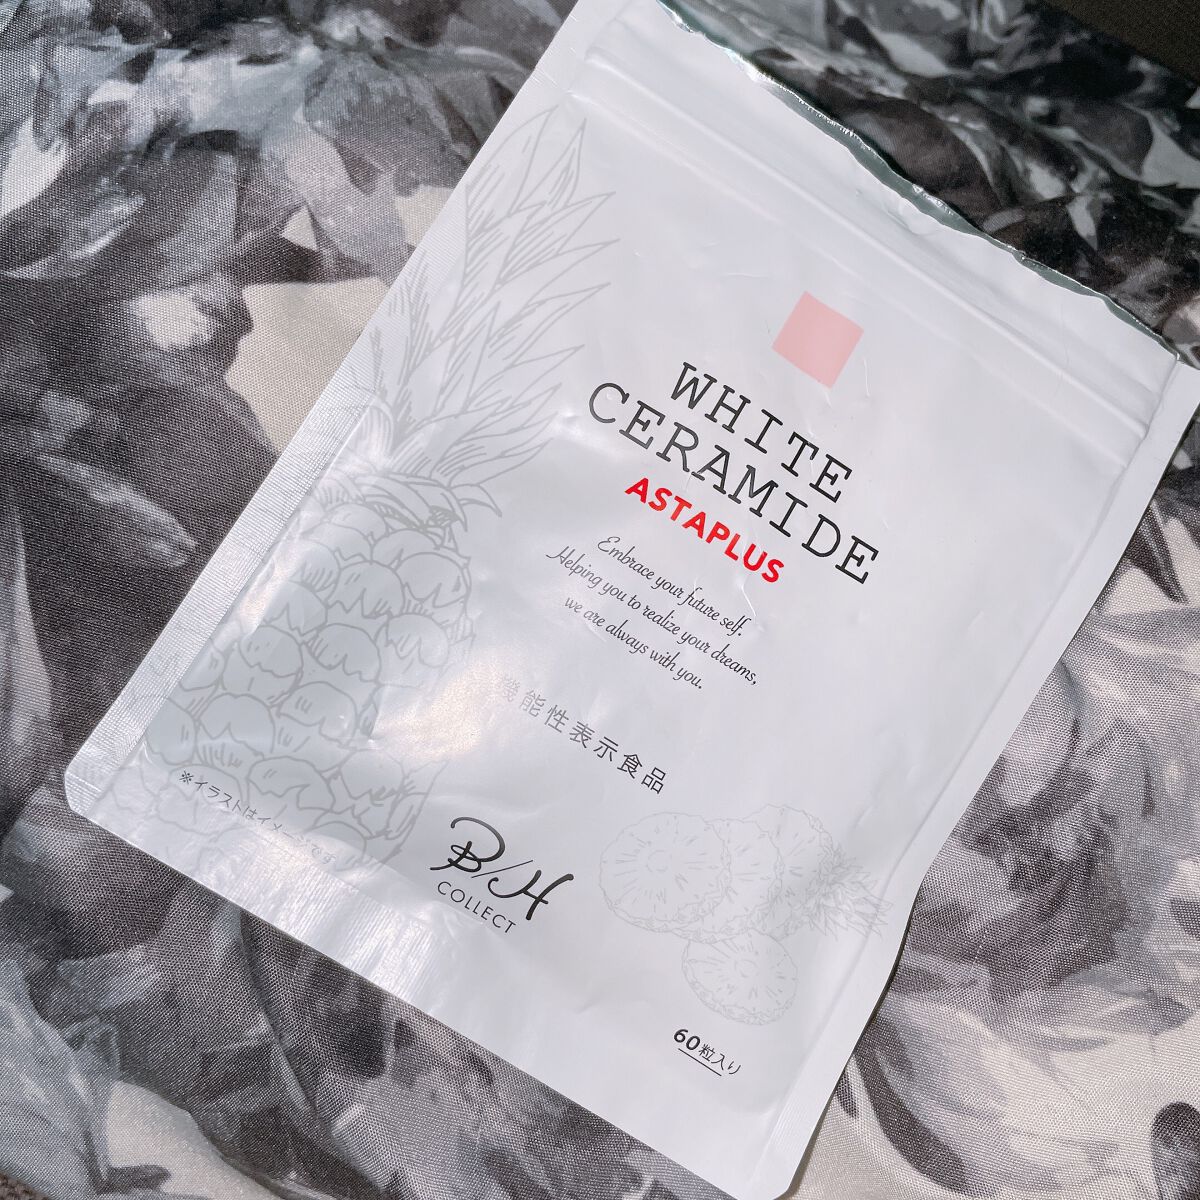 WHITE
CERAMIDE
ASTAPLUS
Embrace your future self.
Helping you to realize your dreams,
we are always with you.
機能性表示食品
※イラストはイメージです
B/H
COLLECT
60粒入り